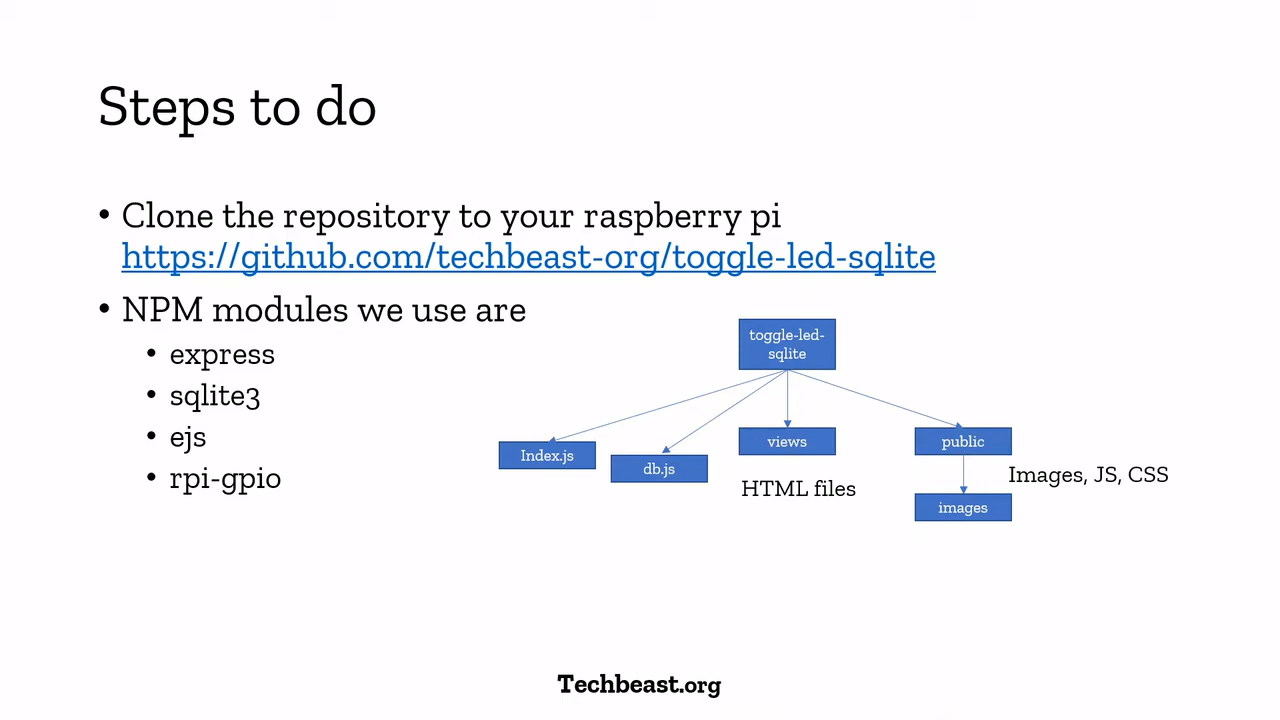 Steps to do
• Clone the repository to your raspberry pi
https://github.com/techbeast-org/toggle-led-sqlite
• NPM modules we use are
• express
• sqlite3
• ejs
• rpi-gpio
toggle-led-
sqlite
Index.js
db.js
views
public
HTML files
Images, JS, CSS
images
Techbeast.org